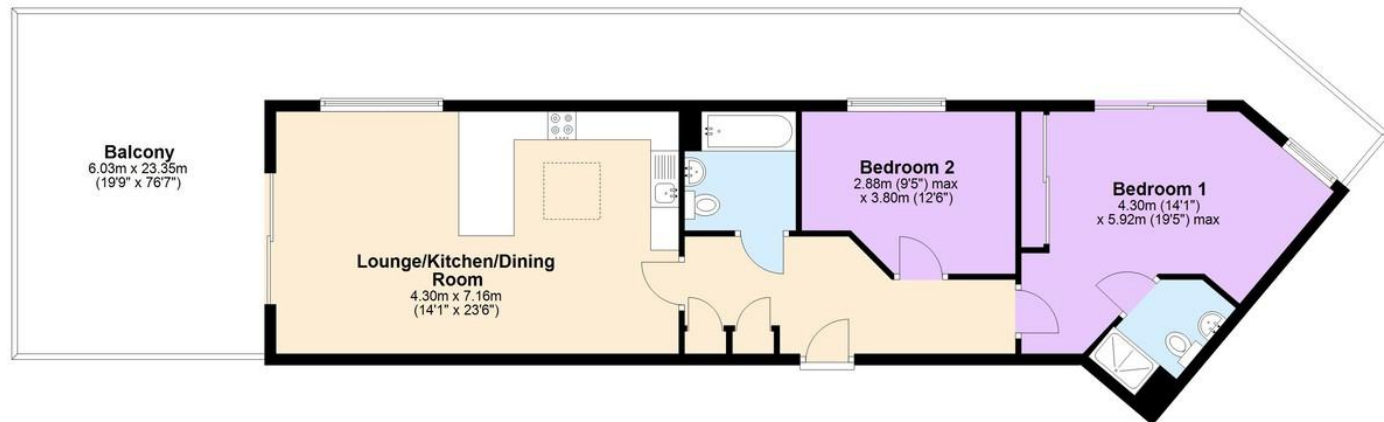 Balcony
6.03m x 23.35m
(19'9" x 76'7")
Lounge/Kitchen/Dining
Room
4.30m x 7.16m
(14'1" x 23'6")
Bedroom 2
2.88m (9'5") max
x 3.80m (12'6")
Bedroom 1
4.30m (14'1")
x 5.92m (19'5") max